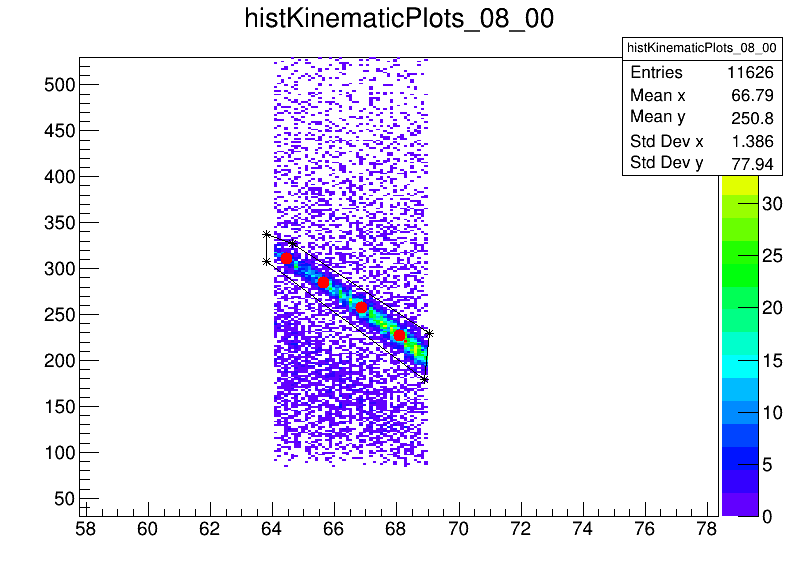 histKinematicPlots_08_00
histKinematicPlots_08_00
Entries 11626
Mean x 66.79
Mean y 250.8
Std Dev x 1.386
Std Dev y 77.94
500
450
400
350
300
250
200
150
100
50
58 60 62 64 66 68 70 72 74 76 78
30
25
20
15
10
5
0